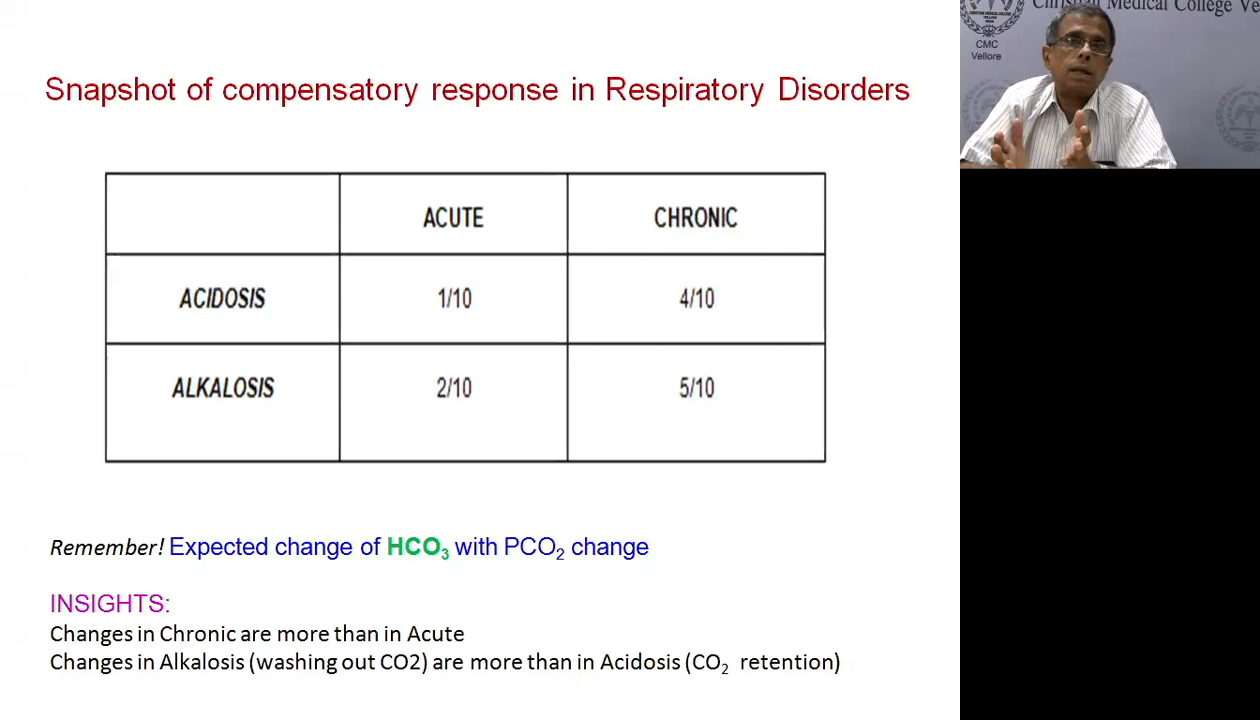 Snapshot of compensatory response in Respiratory Disorders
Christian Medical College Ve
CMC
Vellore
ACUTE CHRONIC
ACIDOSIS 1/10 4/10
ALKALOSIS 2/10 5/10
Remember! Expected change of HCO₃ with PCO₂ change
INSIGHTS:
Changes in Chronic are more than in Acute
Changes in Alkalosis (washing out CO2) are more than in Acidosis (CO₂ retention)